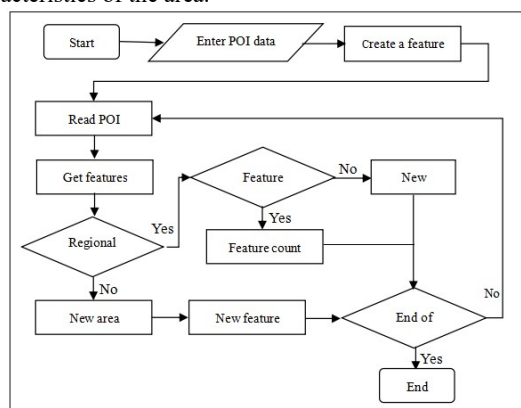 characteristics of the area.
Start
Enter POI data
Create a feature
Read POI
Get features
Feature
No
New
Yes
Yes
Regional
Feature count
No
No
New area
New feature
End of
Yes
End